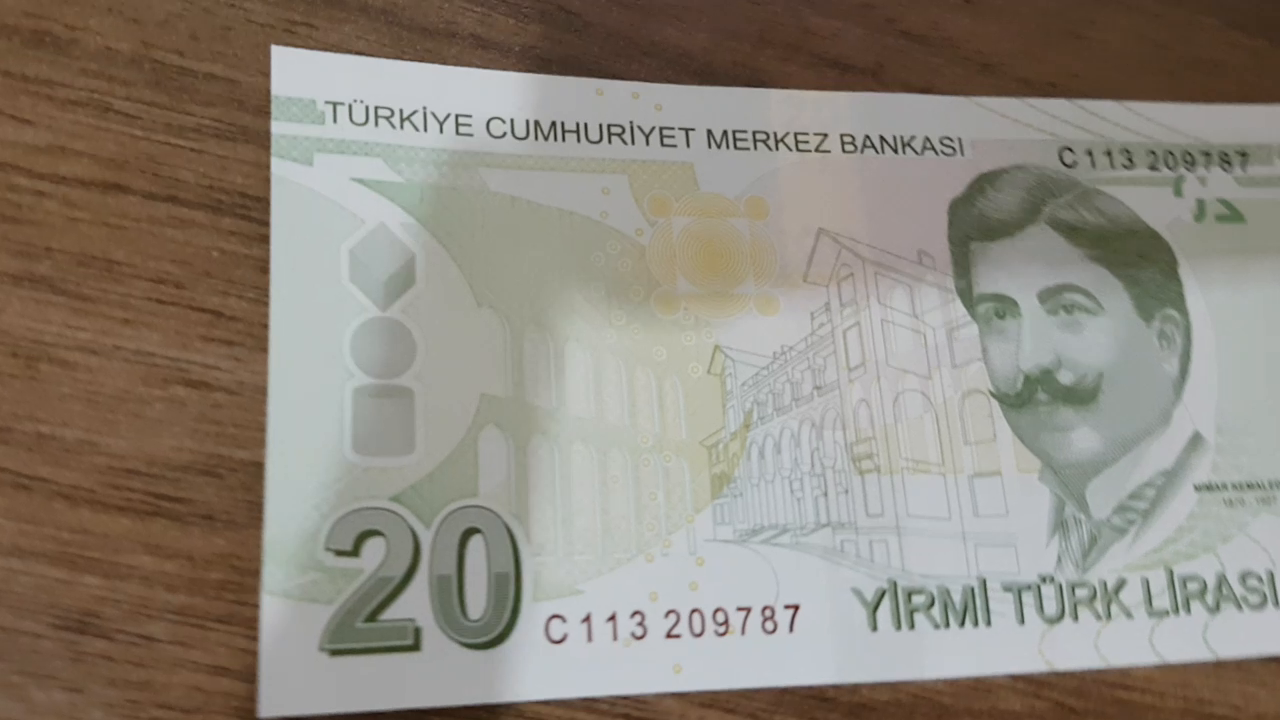 TÜRKİYE CUMHURİYET MERKEZ BANKASI
C113 209787
20
C113 209787
YİRMİ TÜRK LİRASI